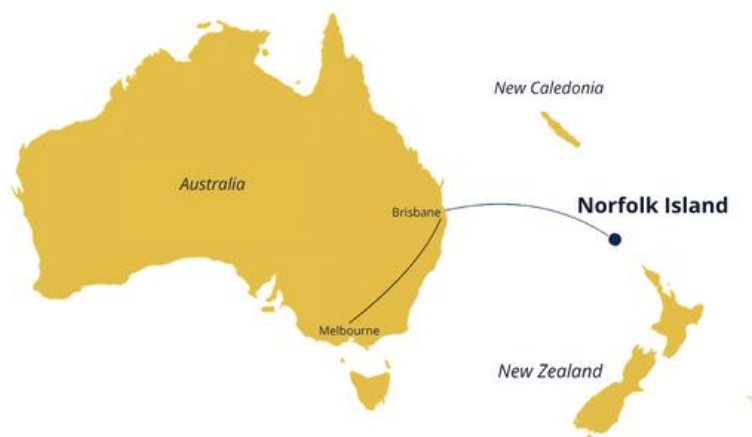 New Caledonia
Australia
Norfolk Island
Brisbane
Melbourne
New Zealand